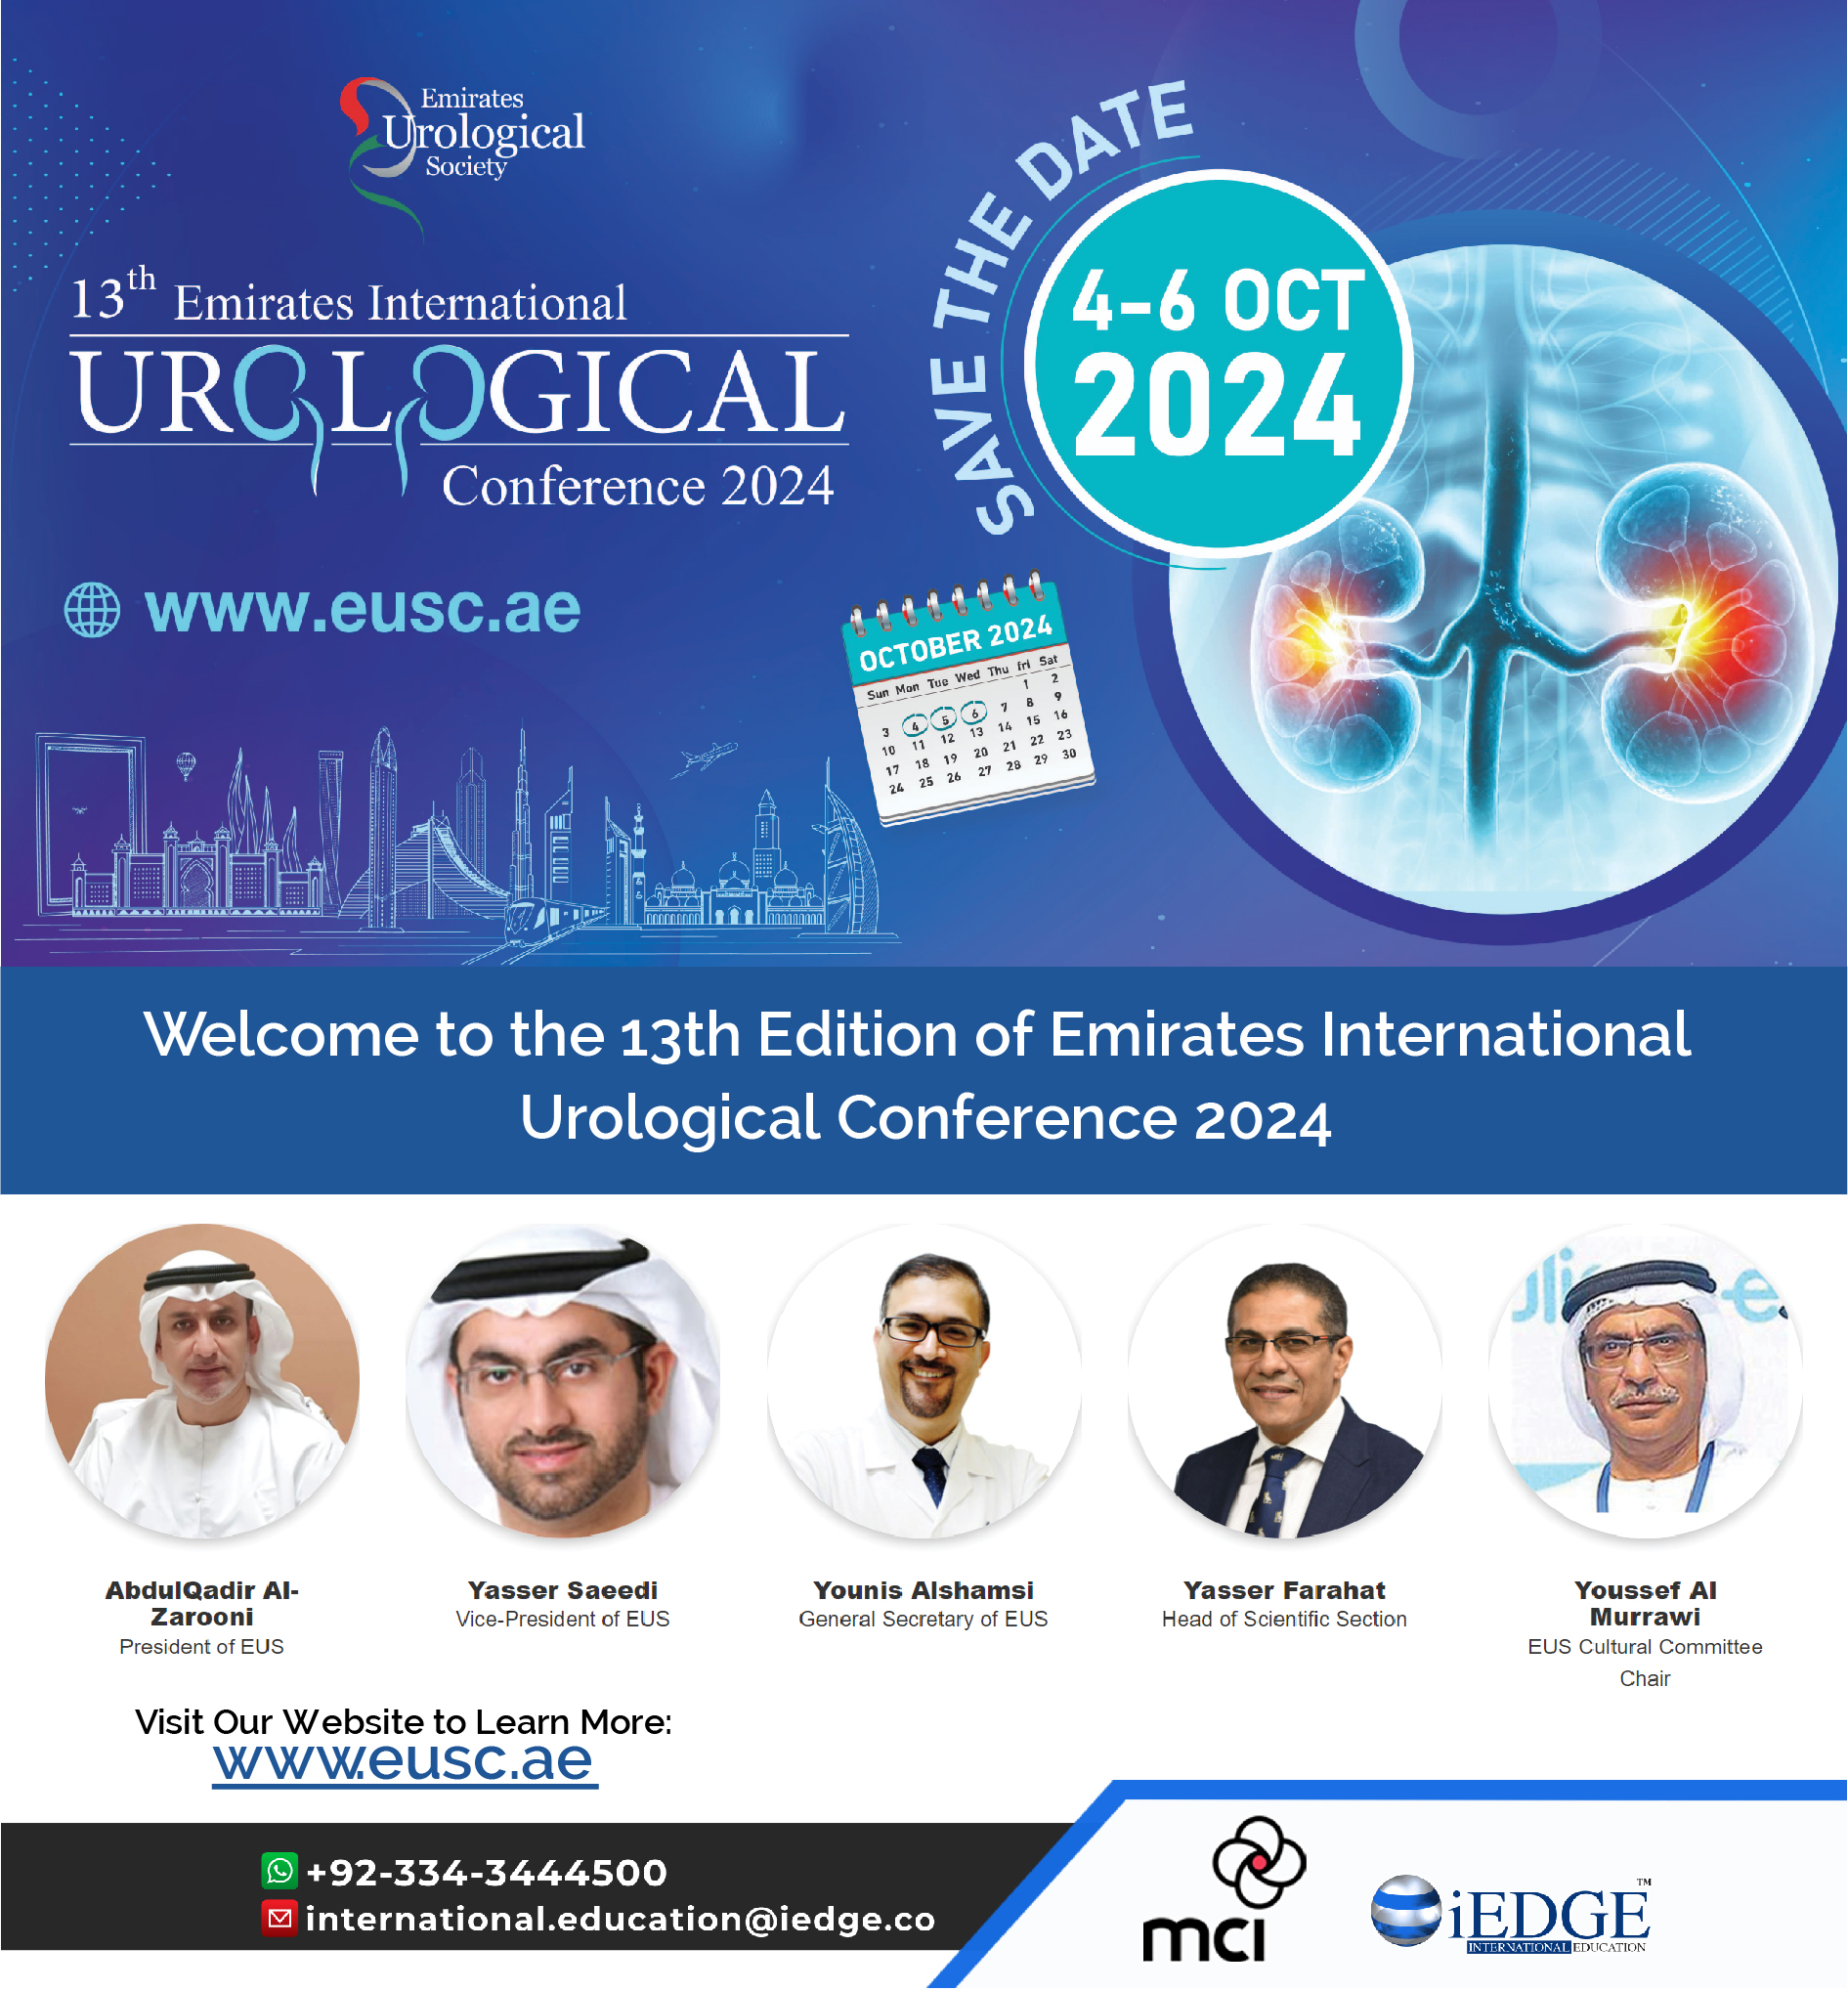 Emirates
Urological
Society
13th Emirates International
UROLOGICAL
Conference 2024
www.eusc.ae
SAVE THE DATE
4-6 OCT
2024
OCTOBER 2024
Sun Mon Tue Wed Thu fri Sat
1 2
3 4 5 6 7 8 9
10 11 12 13 14 15 16
17 18 19 20 21 22 23
24 25 26 27 28 29 30
Welcome to the 13th Edition of Emirates International
Urological Conference 2024
AbdulQadir Al-
Zarooni
President of EUS
Yasser Saeedi
Vice-President of EUS
Younis Alshamsi
General Secretary of EUS
Yasser Farahat
Head of Scientific Section
Youssef Al
Murrawi
EUS Cultural Committee
Chair
Visit Our Website to Learn More:
www.eusc.ae
+92-334-3444500
international.education@iedge.co
mci
iEDGE™
INTERNATIONAL EDUCATION